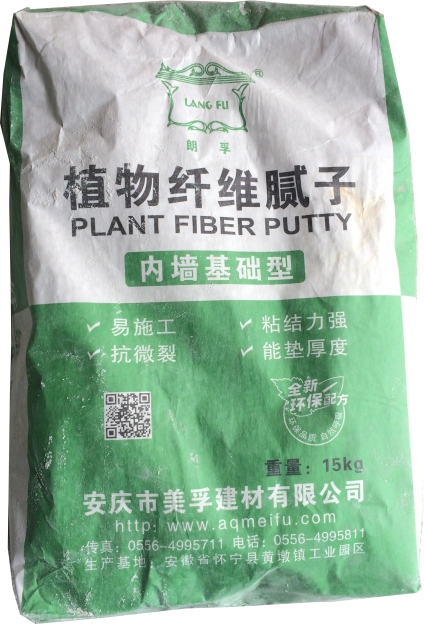 LANG FU
®
朗孚
植物纤维腻子
PLANT FIBER PUTTY
内墙基础型
✓ 易施工 ✓ 粘结力强
✓ 抗微裂 ✓ 能垫厚度
全新
环保配方
环保品质
重量：15kg
安庆市美孚建材有限公司
http: www.aqmeifu.com
传真：0556-4995711 电话：0556-4995811
生产基地：安徽省怀宁县黄墩镇工业园区